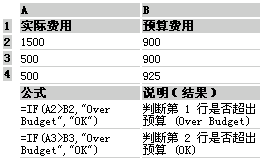 A B
1 实际费用 预算费用
2 1500 900
3 500 900
4 500 925
公式 说明（结果）
=IF(A2>B2,"Over 判断第 1 行是否超出
Budget","OK") 预算 (Over Budget)
=IF(A3>B3,"Over 判断第 2 行是否超出
Budget","OK") 预算 (OK)